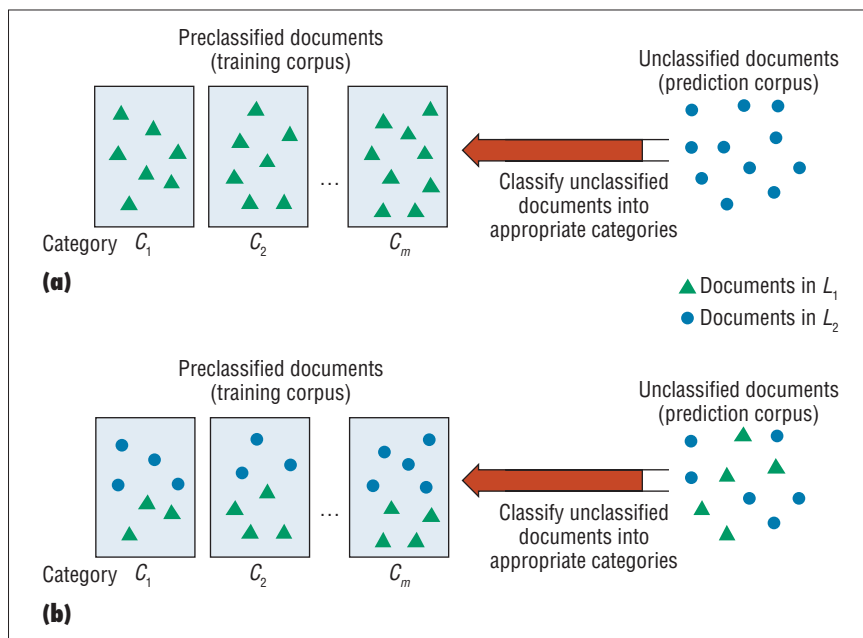 Preclassified documents
(training corpus)
Unclassified documents
(prediction corpus)
...
Classify unclassified
documents into
appropriate categories
Category C1 C2 Cm
(a)
Documents in L1
Documents in L2
Preclassified documents
(training corpus)
Unclassified documents
(prediction corpus)
...
Classify unclassified
documents into
appropriate categories
Category C1 C2 Cm
(b)